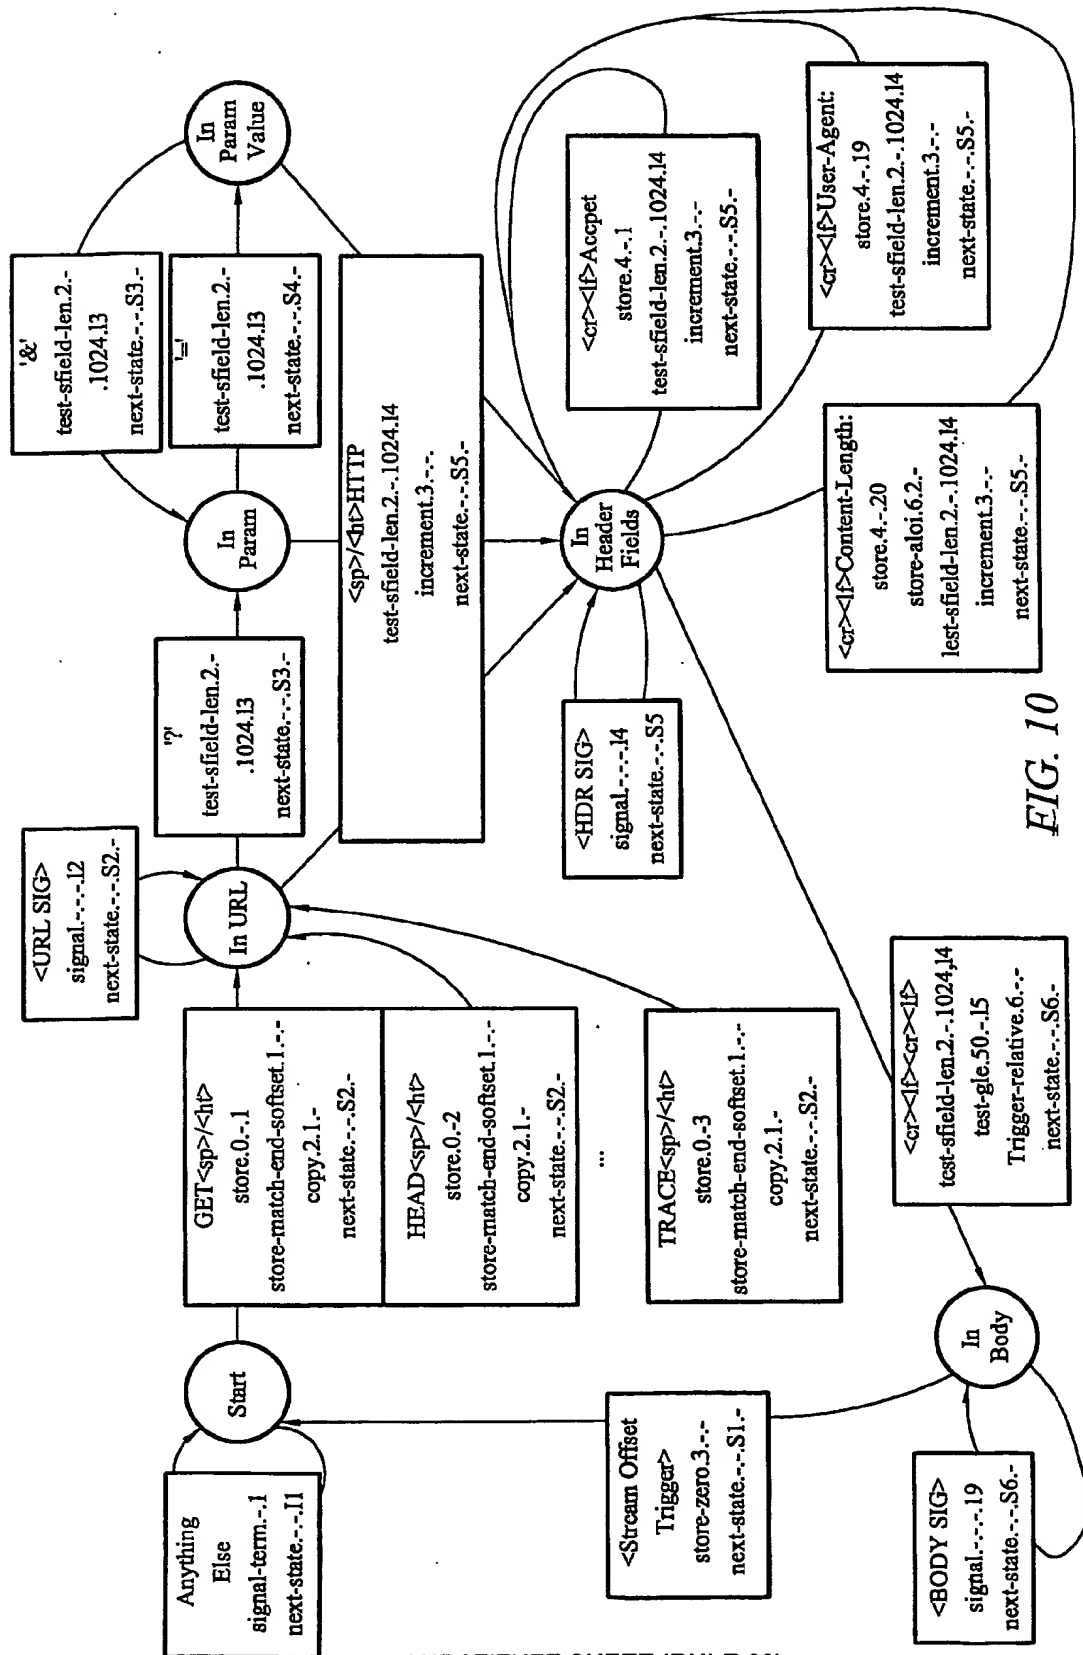 Anything
Else
signal-term.-.1
next-state.-.-.I1
Start
GET<sp>/<ht>
store.0.-.1
store-match-end-softset.1.-.-
copy.2.1.-
next-state.-.-.S2.-
HEAD<sp>/<ht>
store.0.-2
store-match-end-softset.1.-.-
copy.2.1.-
next-state.-.-.S2.-
...
TRACE<sp>/<ht>
store.0.-3
store-match-end-softset.1.-.-
copy.2.1.-
next-state.-.-.S2.-
<URL SIG>
signal.-.-.-.12
next-state.-.-.S2.-
In URL
'?'
test-sfield-len.2.-
.1024.13
next-state.-.-.S3.-
In
Param
'&'
test-sfield-len.2.-
.1024.13
next-state.-.-.S3.-
'='
test-sfield-len.2.-
.1024.13
next-state.-.-.S4.-
In
Param
Value
<sp>/<ht>HTTP
test-sfield-len.2.-.1024.14
increment.3.-.-.
next-state.-.-.S5.-
<HDR SIG>
signal.-.-.-.14
next-state.-.-.S5
In
Header
Fields
<cr><lf>Accpet
store.4.-.1
test-sfield-len.2.-.1024.14
increment.3.-.-
next-state.-.-.S5.-
<cr><lf>User-Agent:
store.4.-.19
test-sfield-len.2.-.1024.14
increment.3.-.-
next-state.-.-.S5.-
<cr><lf>Content-Length:
store.4.-.20
store-aloi.6.2.-
lest-sfield-len.2.-.1024.14
increment.3.-.-
next-state.-.-.S5.-
<cr><lf><cr><lf>
test-sfield-len.2.-.1024,14
test-gle.50.-.15
Trigger-relative.6.-.-
next-state.-.-.S6.-
In
Body
<Stream Offset
Trigger>
store-zero.3.-.-
next-state.-.-.S1.-
<BODY SIG>
signal.-.-.-.19
next-state.-.-.S6.-
FIG. 10